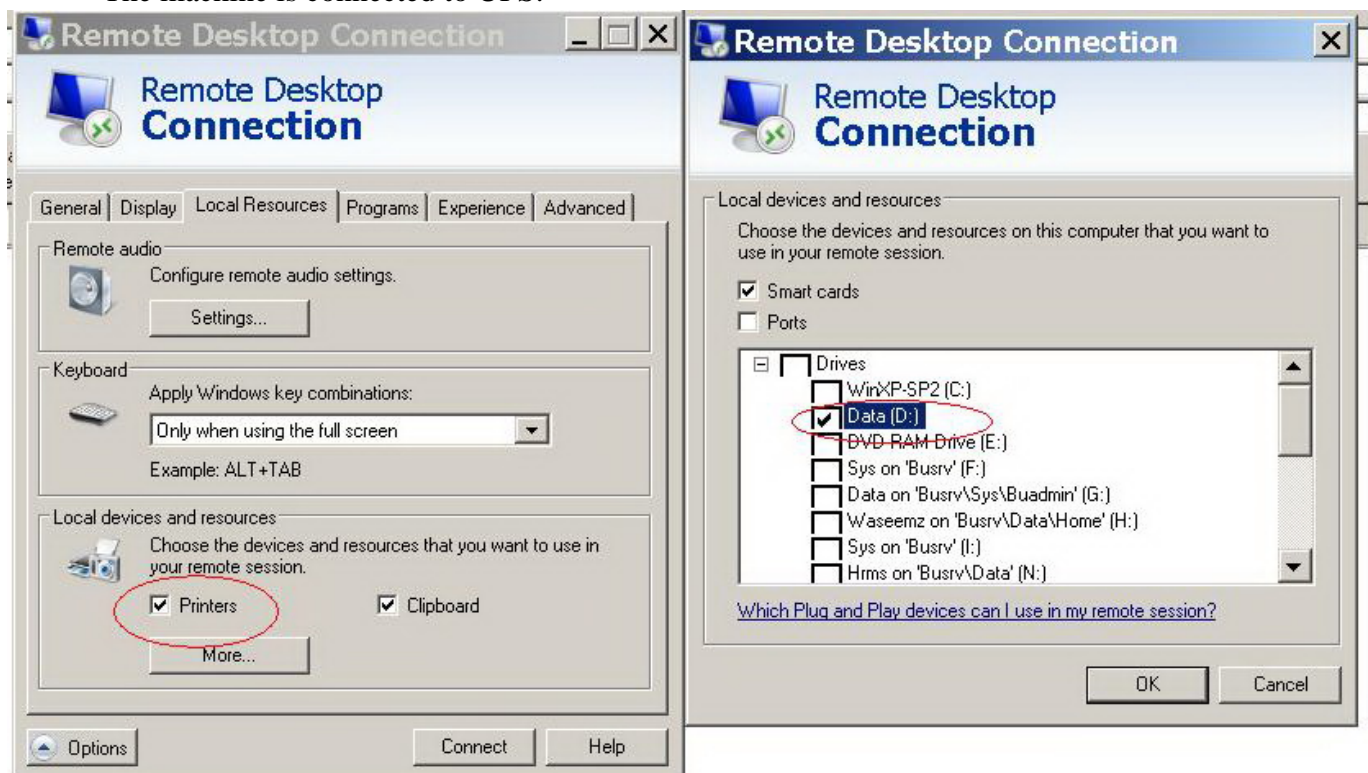 The machine is connected to UPS.
Remote Desktop Connection
Remote Desktop
Connection
General Display Local Resources Programs Experience Advanced
Remote audio
Configure remote audio settings.
Settings...
Keyboard
Apply Windows key combinations:
Only when using the full screen
Example: ALT+TAB
Local devices and resources
Choose the devices and resources that you want to use in
your remote session.
Printers Clipboard
More...
Options Connect Help
Remote Desktop Connection
Remote Desktop
Connection
Local devices and resources
Choose the devices and resources on this computer that you want to
use in your remote session.
Smart cards
Ports
Drives
WinXP-SP2 (C:)
Data (D:)
DVD-RAM Drive (E:)
Sys on 'Busrv' (F:)
Data on 'Busrv\Sys\Buadmin' (G:)
Waseemz on 'Busrv\Data\Home' (H:)
Sys on 'Busrv' (I:)
Hrms on 'Busrv\Data' (N:)
Which Plug and Play devices can I use in my remote session?
OK Cancel